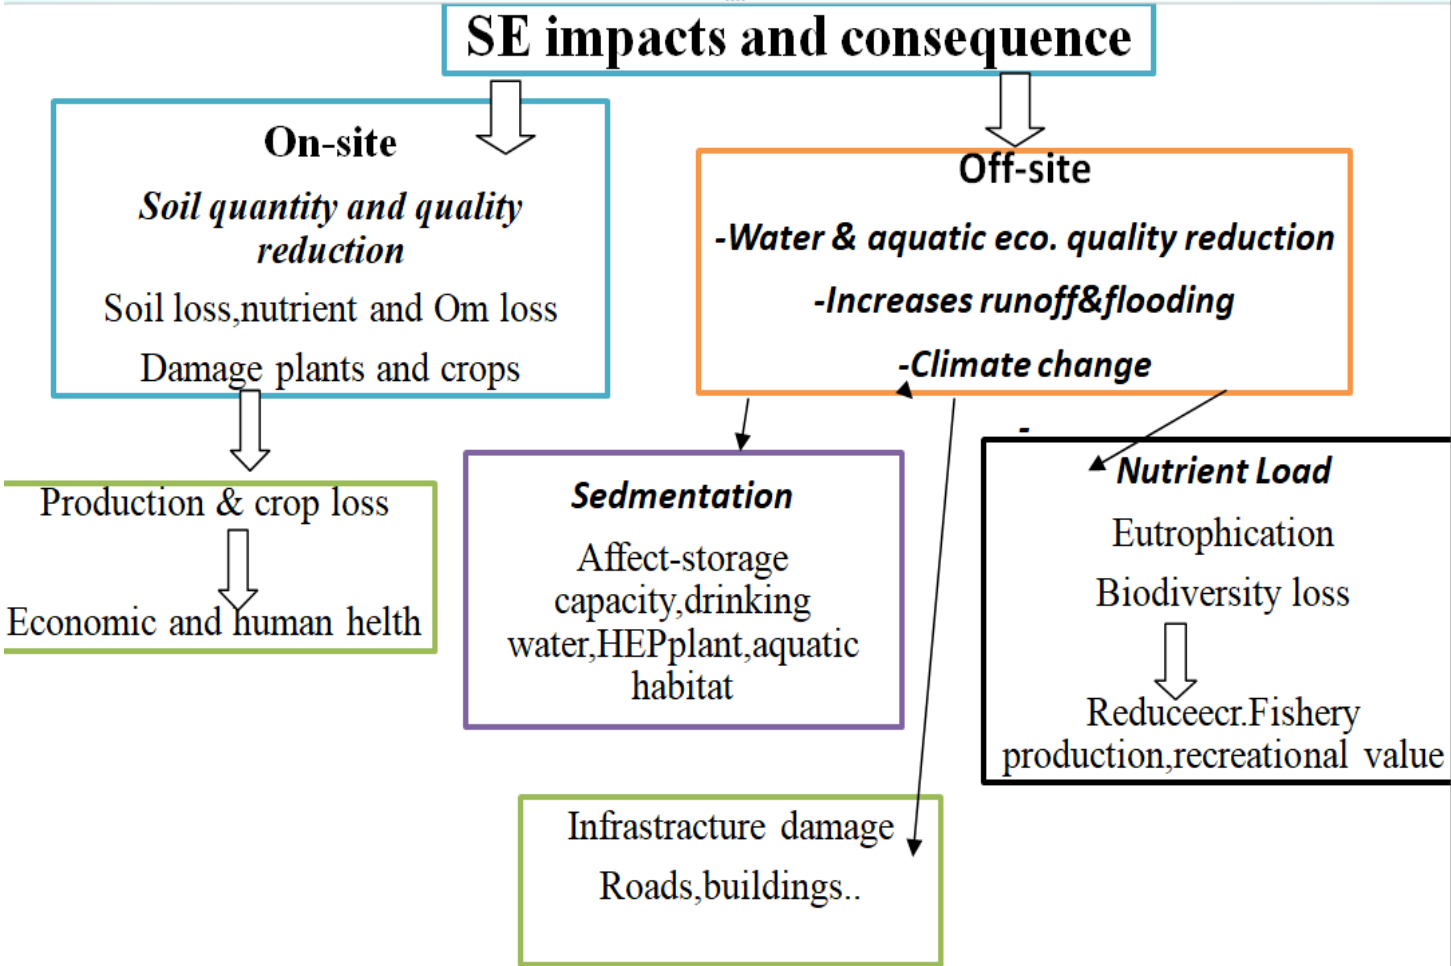 SE impacts and consequence
On-site
Soil quantity and quality
reduction
Soil loss,nutrient and Om loss
Damage plants and crops
Production & crop loss
Economic and human helth
Off-site
-Water & aquatic eco. quality reduction
-Increases runoff&flooding
-Climate change
-
Sedmentation
Affect-storage
capacity,drinking
water,HEPplant,aquatic
habitat
Nutrient Load
Eutrophication
Biodiversity loss
Reduceecr.Fishery
production,recreational value
Infrastracture damage
Roads,buildings..